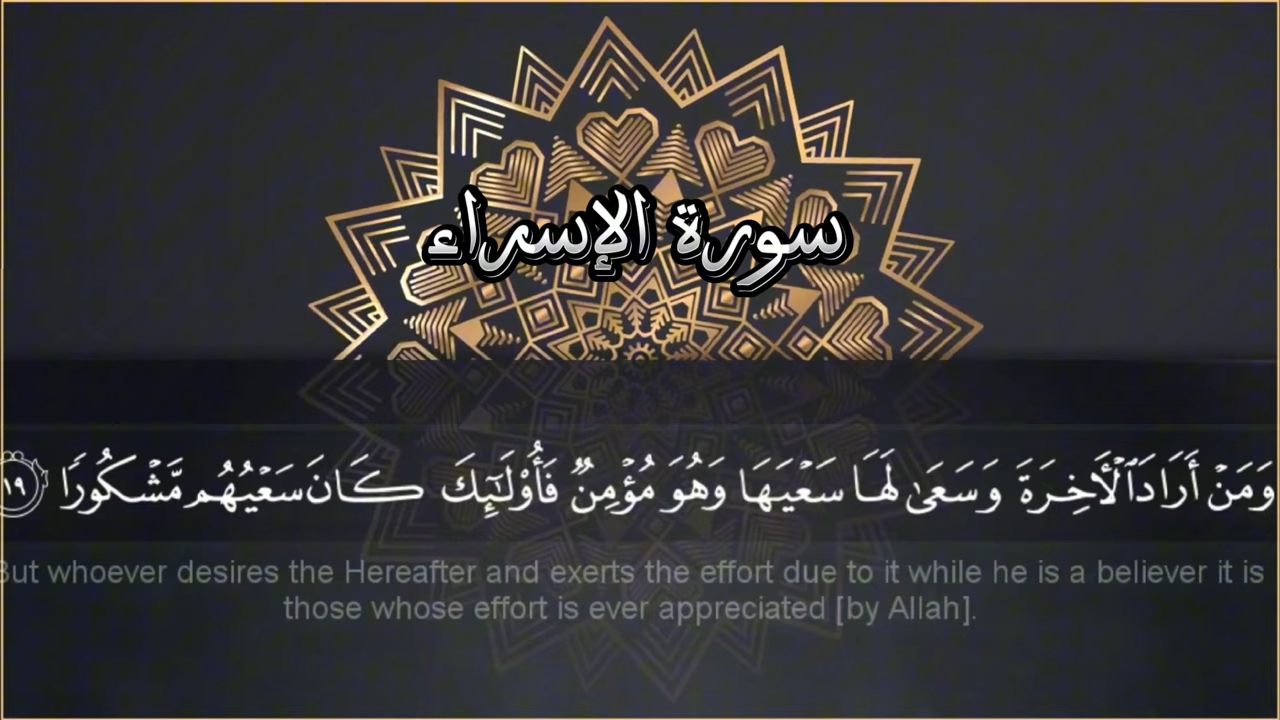 سورة الإسراء
وَمَنۡ أَرَادَ ٱلۡأٓخِرَةَ وَسَعَىٰ لَهَا سَعۡيَهَا وَهُوَ مُؤۡمِنٞ فَأُوْلَٰٓئِكَ كَانَ سَعۡيُهُم مَّشۡكُورٗا ١٩
But whoever desires the Hereafter and exerts the effort due to it while he is a believer it is
those whose effort is ever appreciated [by Allah].